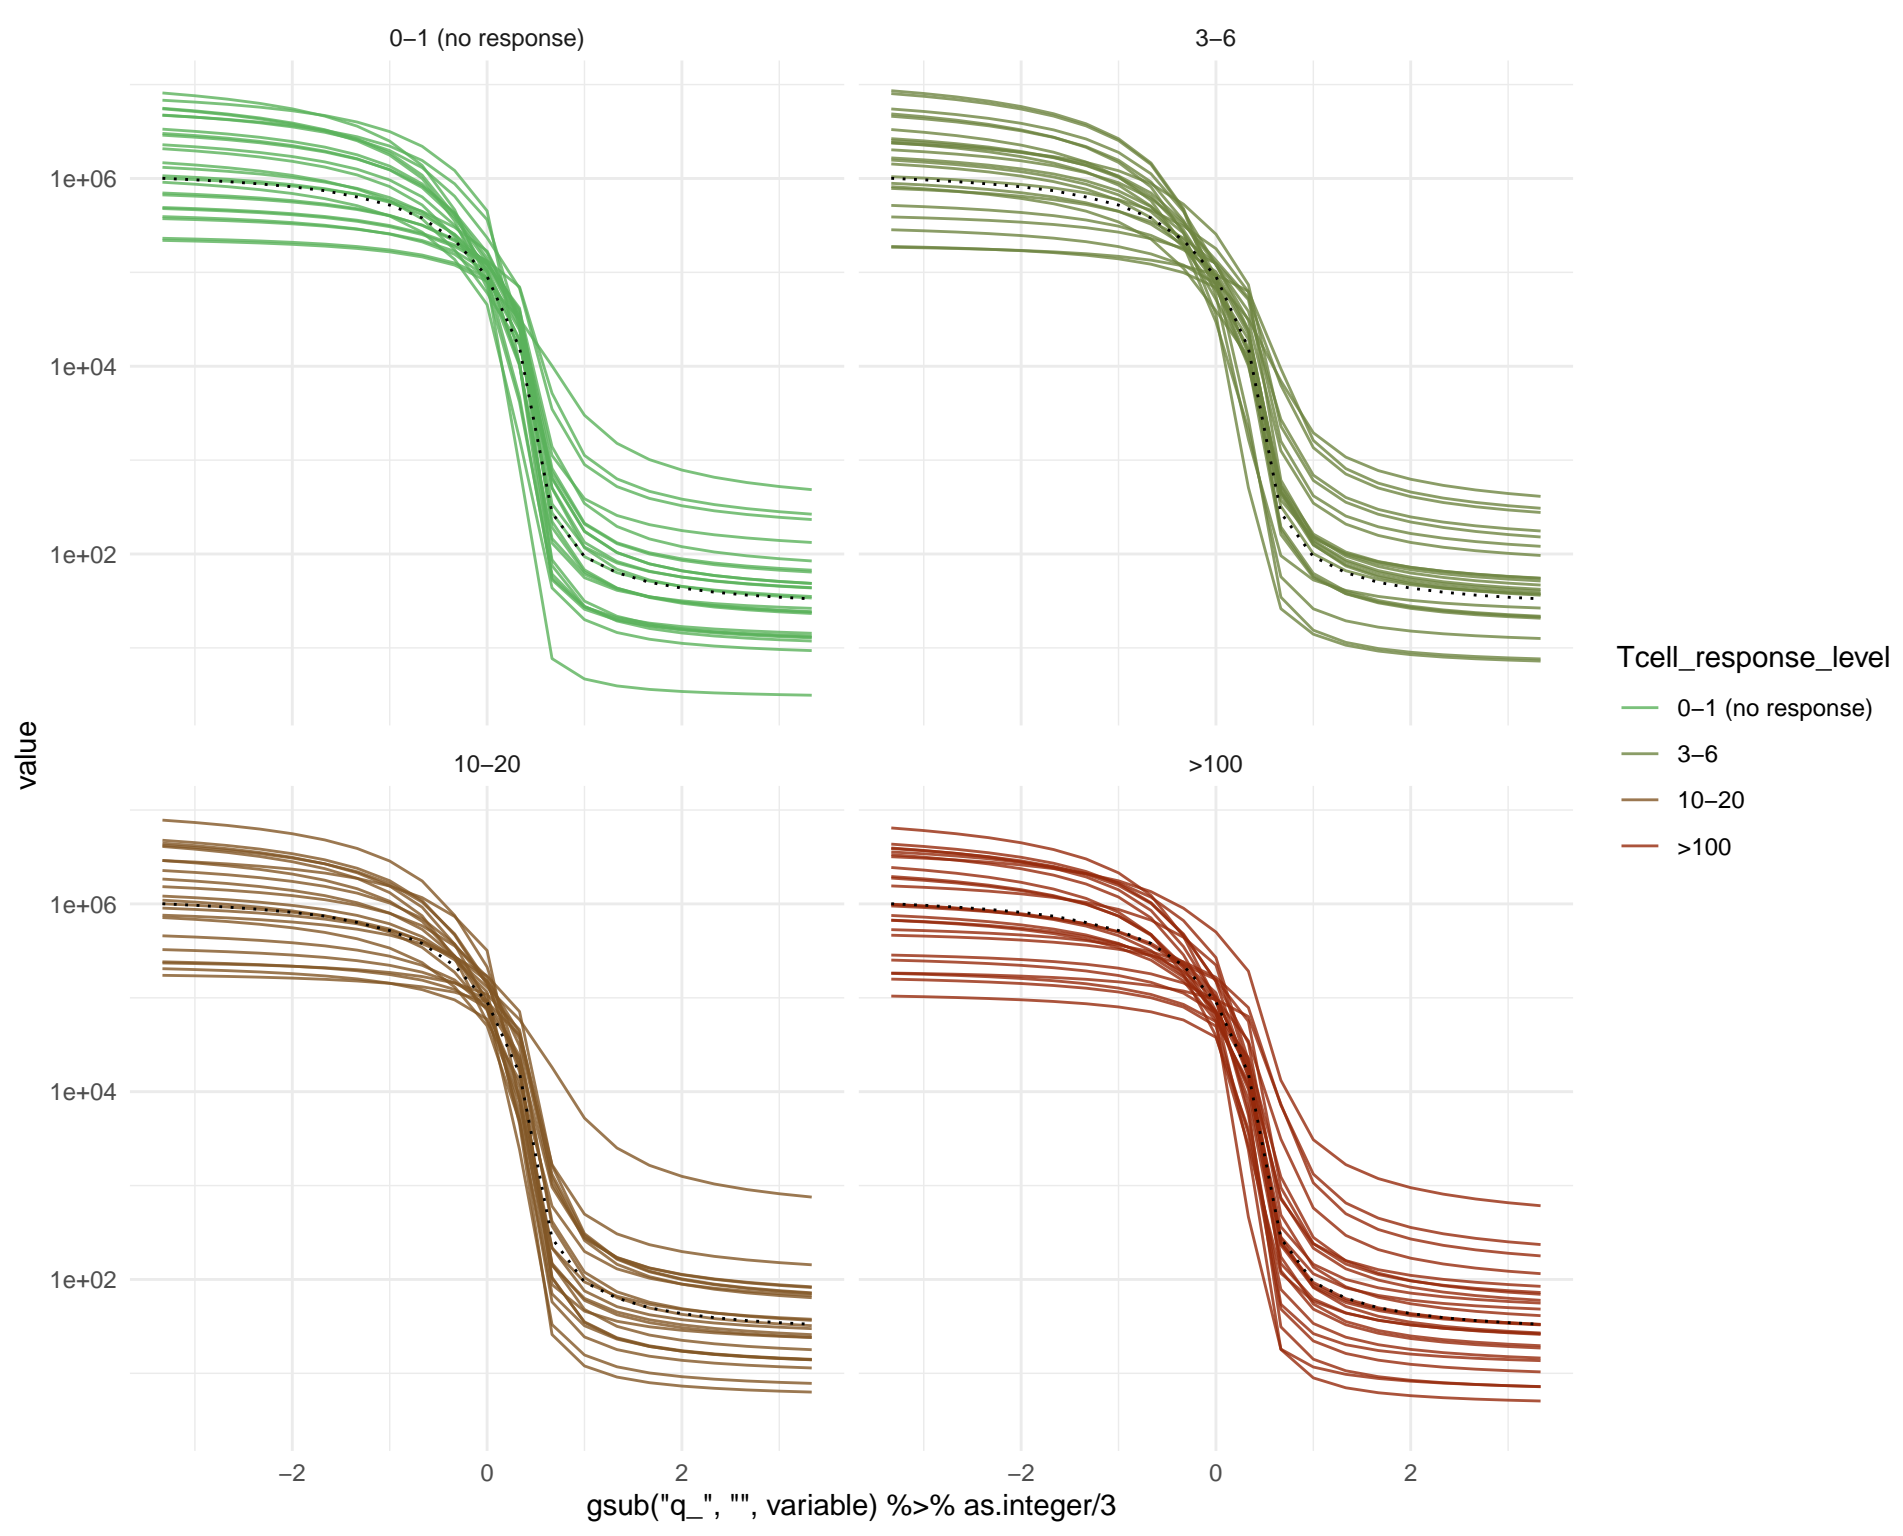 0−1 (no response)
3−6
1e+06
1e+04
1e+02
value
10−20
>100
1e+06
1e+04
1e+02
−2
0
2
−2
0
2
gsub("q_", "", variable) %>% as.integer/3
Tcell_response_level
0−1 (no response)
3−6
10−20
>100